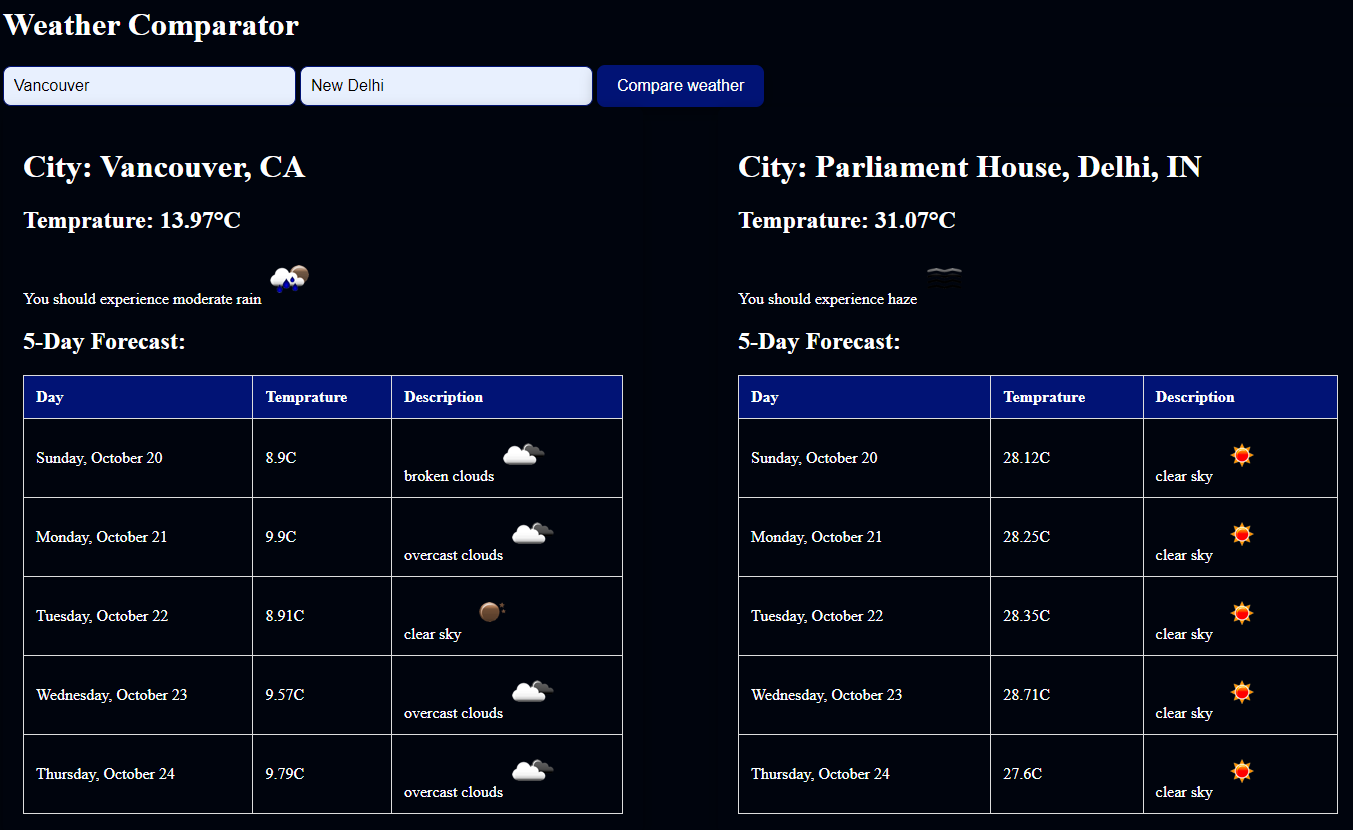 Weather Comparator
Vancouver New Delhi Compare weather
City: Vancouver, CA
Temprature: 13.97°C
You should experience moderate rain
5-Day Forecast:
Day Temprature Description
Sunday, October 20 8.9C broken clouds
Monday, October 21 9.9C overcast clouds
Tuesday, October 22 8.91C clear sky
Wednesday, October 23 9.57C overcast clouds
Thursday, October 24 9.79C overcast clouds
City: Parliament House, Delhi, IN
Temprature: 31.07°C
You should experience haze
5-Day Forecast:
Day Temprature Description
Sunday, October 20 28.12C clear sky
Monday, October 21 28.25C clear sky
Tuesday, October 22 28.35C clear sky
Wednesday, October 23 28.71C clear sky
Thursday, October 24 27.6C clear sky